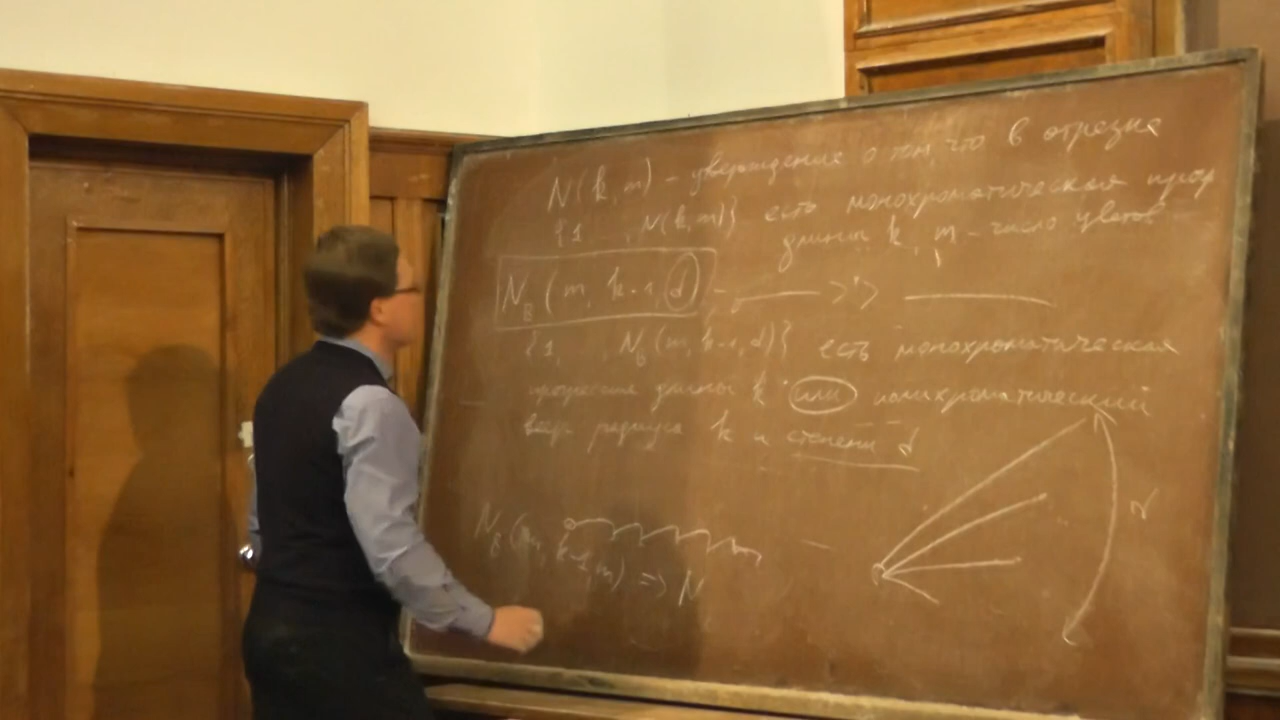 N(k, m) - утверждение о том, что в отрезке
{1, , N(k,m)} есть монохроматическая прогр
длины k, m - число цветов
N_B (m, k-1, d) - —— >>'>> ——
{1, , N_B (m, k-1, d)} есть монохроматическая
прогрессия длины k или полихроматический
веер радиуса k и степени d
d
N_B (m, k-1, m) => N